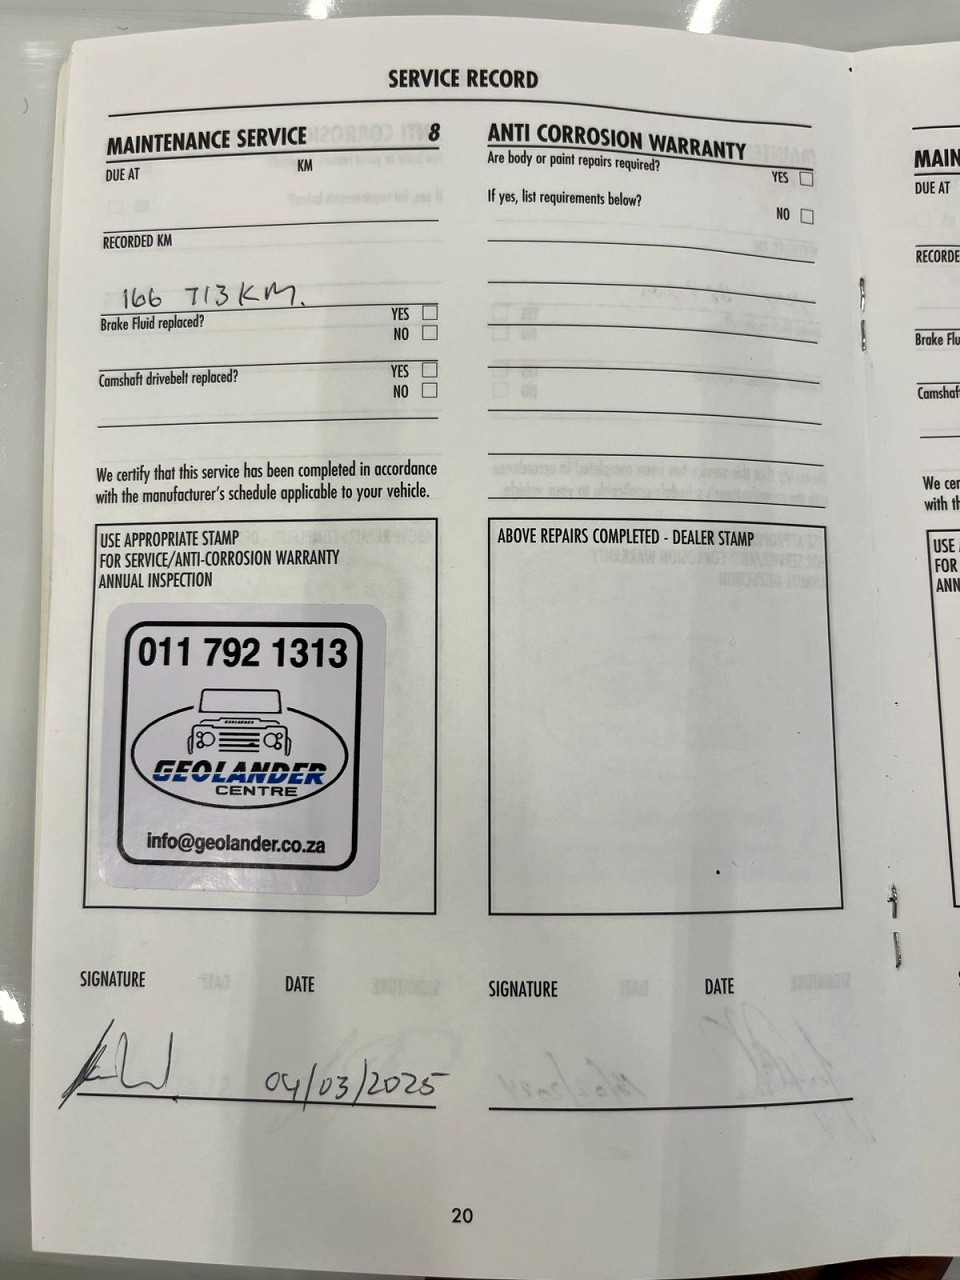 SERVICE RECORD
MAINTENANCE SERVICE 8
DUE AT KM
RECORDED KM
166 713 KM.
Brake Fluid replaced? YES
NO
Camshaft drivebelt replaced? YES
NO
We certify that this service has been completed in accordance
with the manufacturer's schedule applicable to your vehicle.
USE APPROPRIATE STAMP
FOR SERVICE/ANTI-CORROSION WARRANTY
ANNUAL INSPECTION
011 792 1313
GEOLANDER
GEOLANDER
CENTRE
info@geolander.co.za
SIGNATURE DATE
04/03/2025
ANTI CORROSION WARRANTY
Are body or paint repairs required?
YES
If yes, list requirements below?
NO
ABOVE REPAIRS COMPLETED - DEALER STAMP
SIGNATURE DATE
20
MAIN
DUE AT
RECORDE
Brake Flu
Camshaft
We cer
with th
USE
FOR
ANN